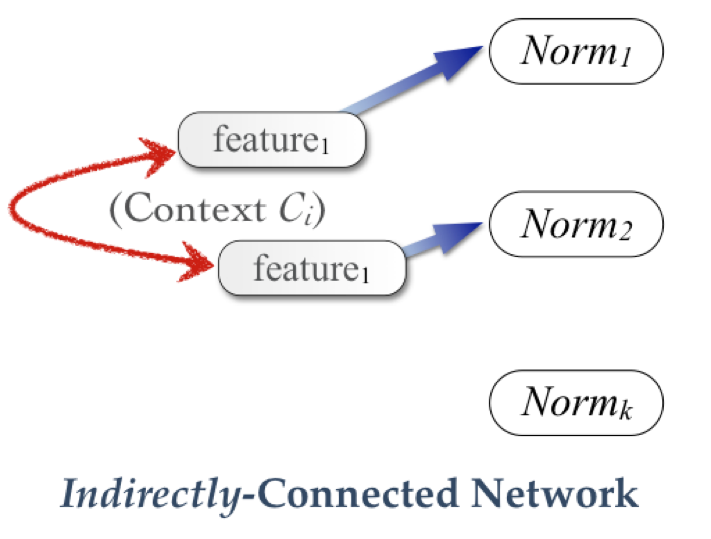 Norm₁
feature₁
(Context Cᵢ)
Norm₂
feature₁
Normₖ
Indirectly-Connected Network